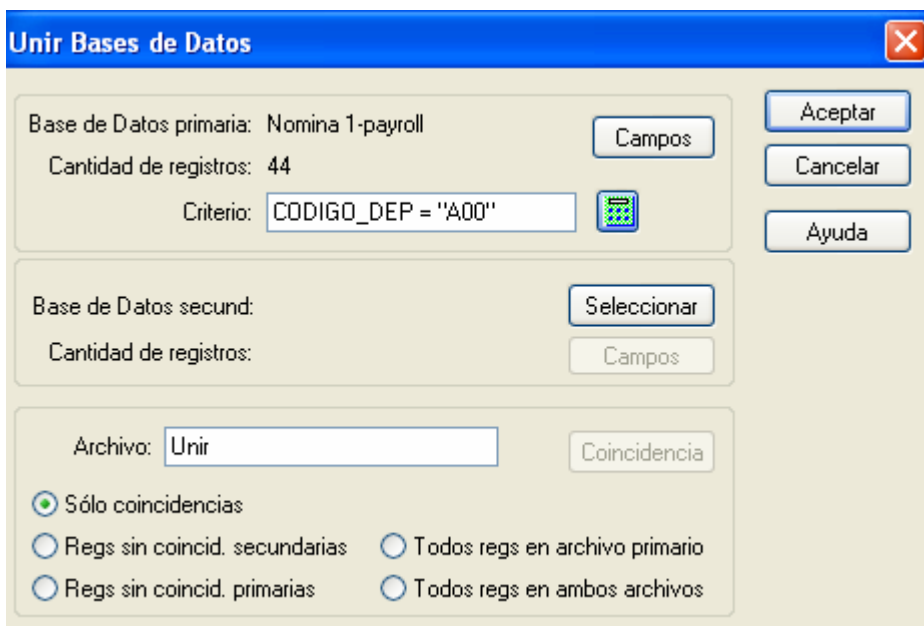 Unir Bases de Datos
Base de Datos primaria: Nomina 1-payroll
Campos
Aceptar
Cantidad de registros: 44
Cancelar
Criterio: CODIGO_DEP = "A00"
Ayuda
Base de Datos secund:
Seleccionar
Cantidad de registros:
Campos
Archivo: Unir
Coincidencia
Sólo coincidencias
Regs sin coincid. secundarias
Todos regs en archivo primario
Regs sin coincid. primarias
Todos regs en ambos archivos